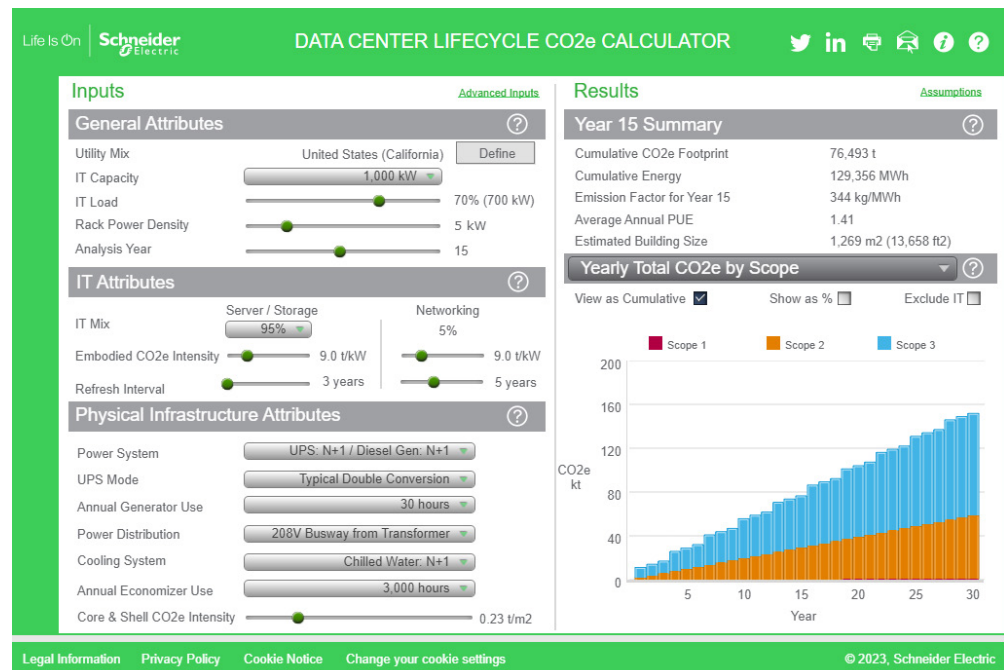 Life Is On | Schneider Electric
DATA CENTER LIFECYCLE CO2e CALCULATOR
Inputs
Advanced Inputs
General Attributes
Utility Mix United States (California) Define
IT Capacity 1,000 kW
IT Load 70% (700 kW)
Rack Power Density 5 kW
Analysis Year 15
IT Attributes
Server / Storage Networking
IT Mix 95% 5%
Embodied CO2e Intensity 9.0 t/kW 9.0 t/kW
Refresh Interval 3 years 5 years
Physical Infrastructure Attributes
Power System UPS: N+1 / Diesel Gen: N+1
UPS Mode Typical Double Conversion
Annual Generator Use 30 hours
Power Distribution 208V Busway from Transformer
Cooling System Chilled Water: N+1
Annual Economizer Use 3,000 hours
Core & Shell CO2e Intensity 0.23 t/m2
Results
Assumptions
Year 15 Summary
Cumulative CO2e Footprint 76,493 t
Cumulative Energy 129,356 MWh
Emission Factor for Year 15 344 kg/MWh
Average Annual PUE 1.41
Estimated Building Size 1,269 m2 (13,658 ft2)
Yearly Total CO2e by Scope
View as Cumulative Show as % Exclude IT
Scope 1 Scope 2 Scope 3
200
160
120
CO2e
kt
80
40
0
5 10 15 20 25 30
Year
Legal Information Privacy Policy Cookie Notice Change your cookie settings © 2023, Schneider Electric